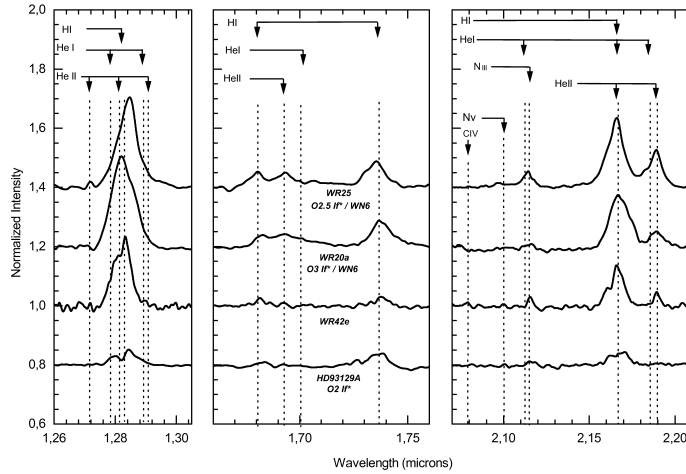 2,0
1,8
1,6
1,4
1,2
1,0
0,8
0,6
Normalized Intensity
HI
He I
He II
1,26 1,28 1,30
HI
HeI
HeII
WR25
O2.5 If* / WN6
WR20a
O3 If* / WN6
WR42e
HD93129A
O2 If*
1,70 1,75
HI
HeI
N III
HeII
NV
CIV
2,10 2,15 2,20
Wavelength (microns)